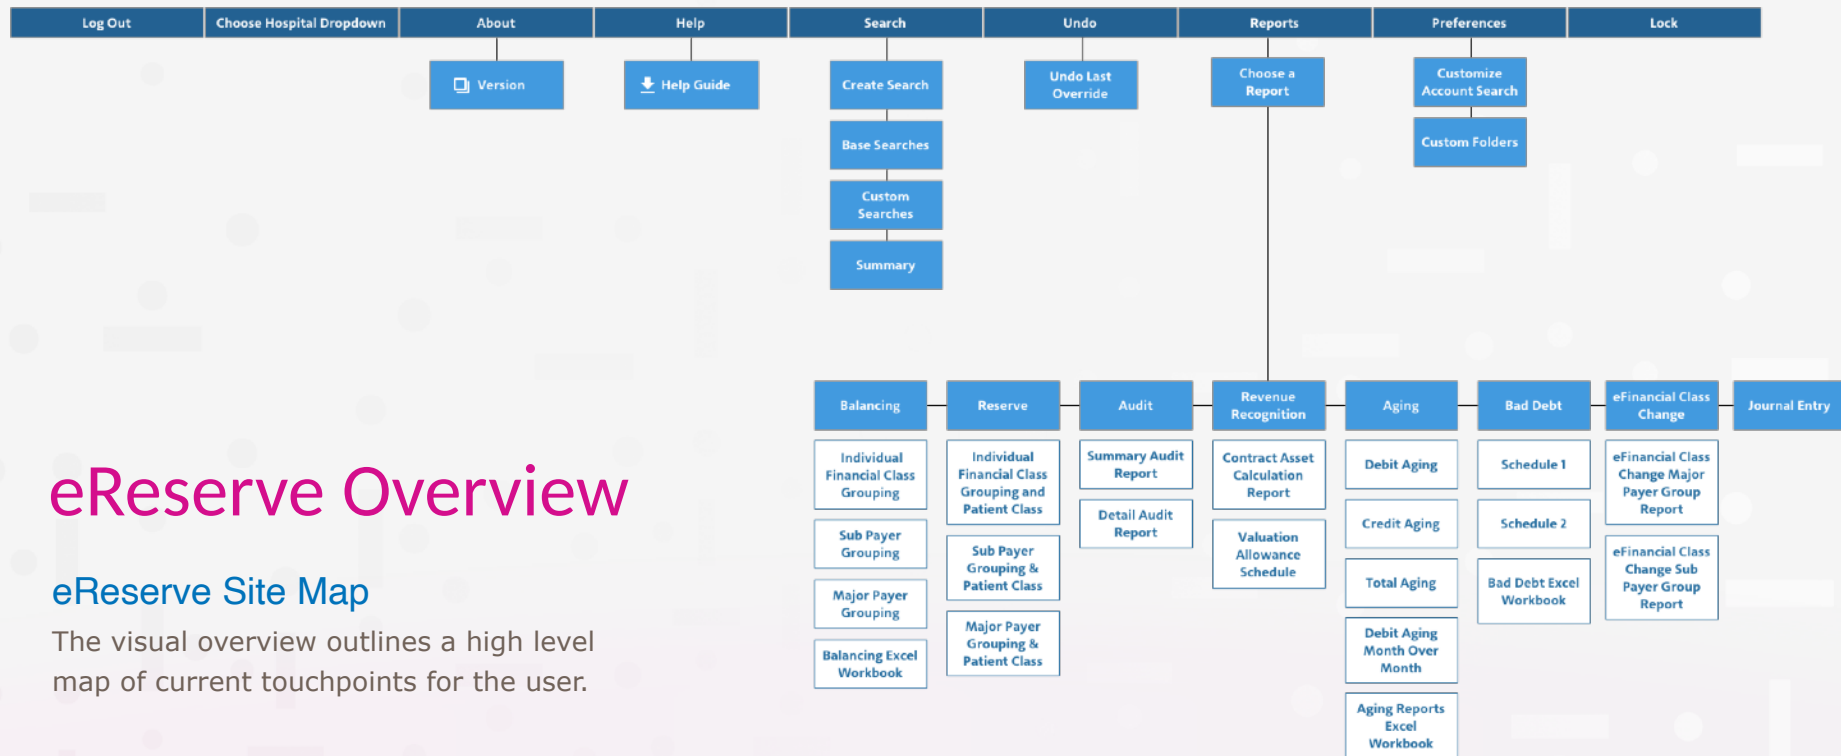 Log Out
Choose Hospital Dropdown
About
Help
Search
Undo
Reports
Preferences
Lock
Version
Help Guide
Create Search
Base Searches
Custom
Searches
Summary
Undo Last
Override
Choose a
Report
Customize
Account Search
Custom Folders
Balancing
Reserve
Audit
Revenue
Recognition
Aging
Bad Debt
eFinancial Class
Change
Journal Entry
Individual
Financial Class
Grouping
Sub Payer
Grouping
Major Payer
Grouping
Balancing Excel
Workbook
Individual
Financial Class
Grouping and
Patient Class
Sub Payer
Grouping &
Patient Class
Major Payer
Grouping &
Patient Class
Summary Audit
Report
Detail Audit
Report
Contract Asset
Calculation
Report
Valuation
Allowance
Schedule
Debit Aging
Credit Aging
Total Aging
Debit Aging
Month Over
Month
Aging Reports
Excel
Workbook
Schedule 1
Schedule 2
Bad Debt Excel
Workbook
eFinancial Class
Change Major
Payer Group
Report
eFinancial Class
Change Sub
Payer Group
Report
eReserve Overview
eReserve Site Map
The visual overview outlines a high level
map of current touchpoints for the user.